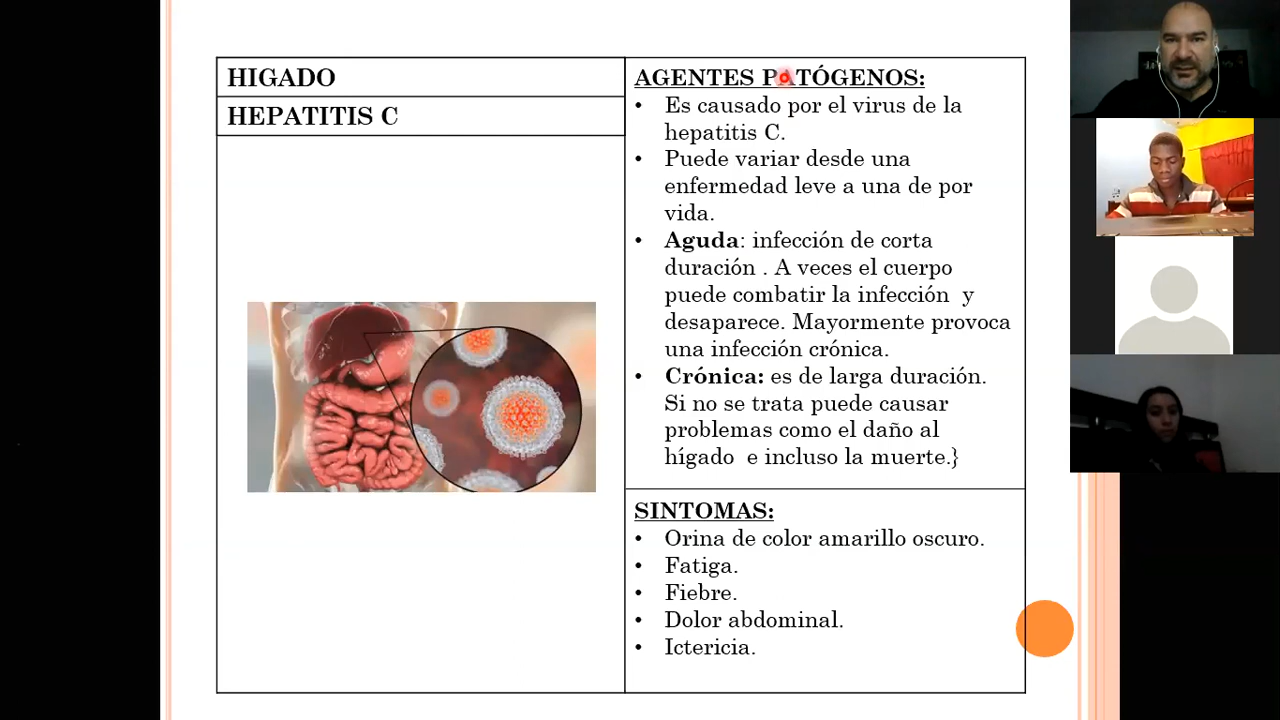 HIGADO
HEPATITIS C
AGENTES PATÓGENOS:
• Es causado por el virus de la
hepatitis C.
• Puede variar desde una
enfermedad leve a una de por
vida.
• Aguda: infección de corta
duración . A veces el cuerpo
puede combatir la infección y
desaparece. Mayormente provoca
una infección crónica.
• Crónica: es de larga duración.
Si no se trata puede causar
problemas como el daño al
hígado e incluso la muerte.}
SINTOMAS:
• Orina de color amarillo oscuro.
• Fatiga.
• Fiebre.
• Dolor abdominal.
• Ictericia.